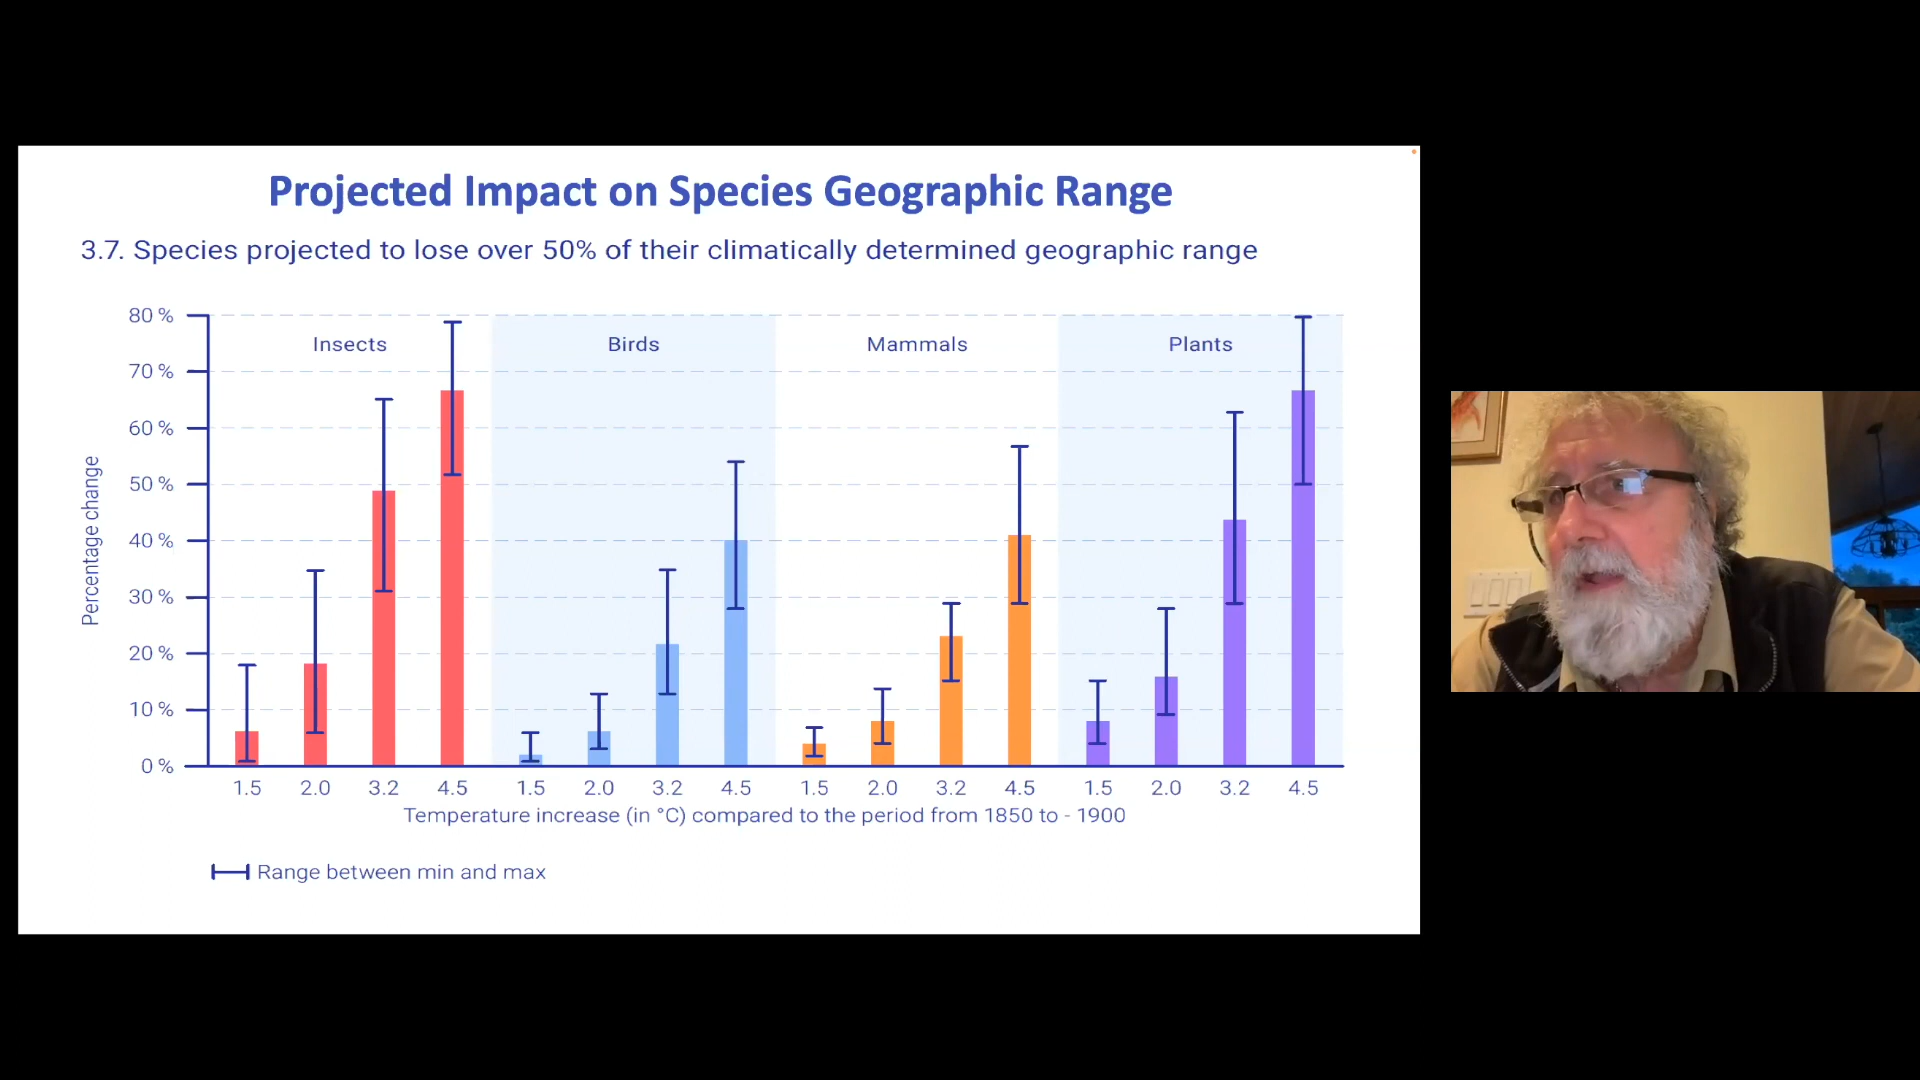 Projected Impact on Species Geographic Range
3.7. Species projected to lose over 50% of their climatically determined geographic range
80 %
70 %
60 %
50 %
40 %
30 %
20 %
10 %
0 %
Percentage change
Insects
Birds
Mammals
Plants
1.5 2.0 3.2 4.5 1.5 2.0 3.2 4.5 1.5 2.0 3.2 4.5 1.5 2.0 3.2 4.5
Temperature increase (in °C) compared to the period from 1850 to - 1900
Range between min and max